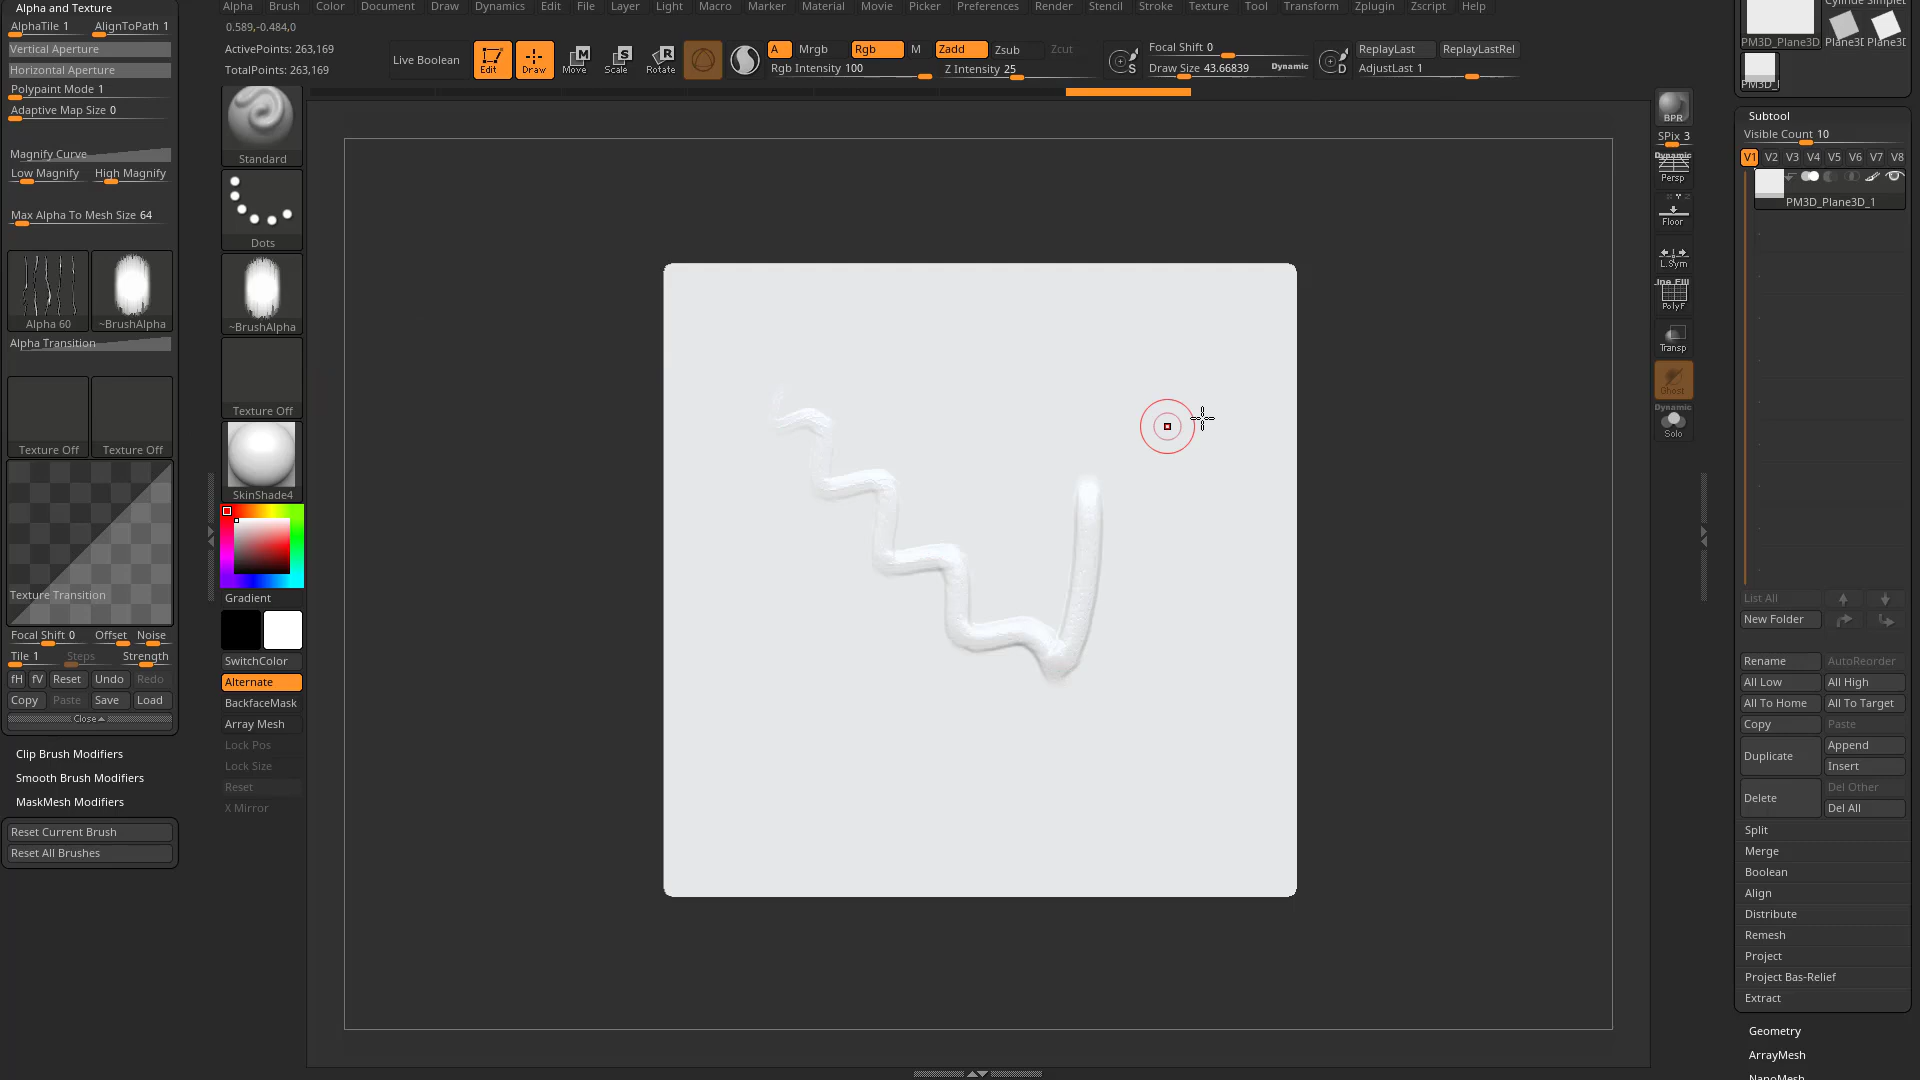 Alpha Brush Color Document Draw Dynamics Edit File Layer Light Macro Marker Material Movie Picker Preferences Render Stencil Stroke Texture Tool Transform Zplugin Zscript Help
0.589,-0.484,0
ActivePoints: 263,169
TotalPoints: 263,169
Live Boolean
Edit
Draw
Move
Scale
Rotate
A Mrgb Rgb M Zadd Zsub Zcut
Rgb Intensity 100 Z Intensity 25
S
Focal Shift 0
Draw Size 43.66839 Dynamic
D
ReplayLast ReplayLastRel
AdjustLast 1
Alpha and Texture
AlphaTile 1 AlignToPath 1
Vertical Aperture
Horizontal Aperture
Polypaint Mode 1
Adaptive Map Size 0
Magnify Curve
Low Magnify High Magnify
Max Alpha To Mesh Size 64
Alpha 60 ~BrushAlpha
Alpha Transition
Texture Off Texture Off
Texture Transition
Focal Shift 0 Offset Noise
Tile 1 Steps Strength
fH fV Reset Undo Redo
Copy Paste Save Load
Close
Clip Brush Modifiers
Smooth Brush Modifiers
MaskMesh Modifiers
Reset Current Brush
Reset All Brushes
Standard
Dots
~BrushAlpha
Texture Off
SkinShade4
Gradient
SwitchColor
Alternate
BackfaceMask
Array Mesh
Lock Pos
Lock Size
Reset
X Mirror
BPR
SPix 3
Dynamic
Persp
Floor
L.Sym
Line Fill
PolyF
Transp
Ghost
Dynamic
Solo
PM3D_Plane3D Plane3D Plane3D
Subtool
Visible Count 10
V1 V2 V3 V4 V5 V6 V7 V8
PM3D_Plane3D_1
List All
New Folder
Rename AutoReorder
All Low All High
All To Home All To Target
Copy Paste
Duplicate Append
Insert
Delete Del Other
Del All
Split
Merge
Boolean
Align
Distribute
Remesh
Project
Project Bas-Relief
Extract
Geometry
ArrayMesh
NanoMesh